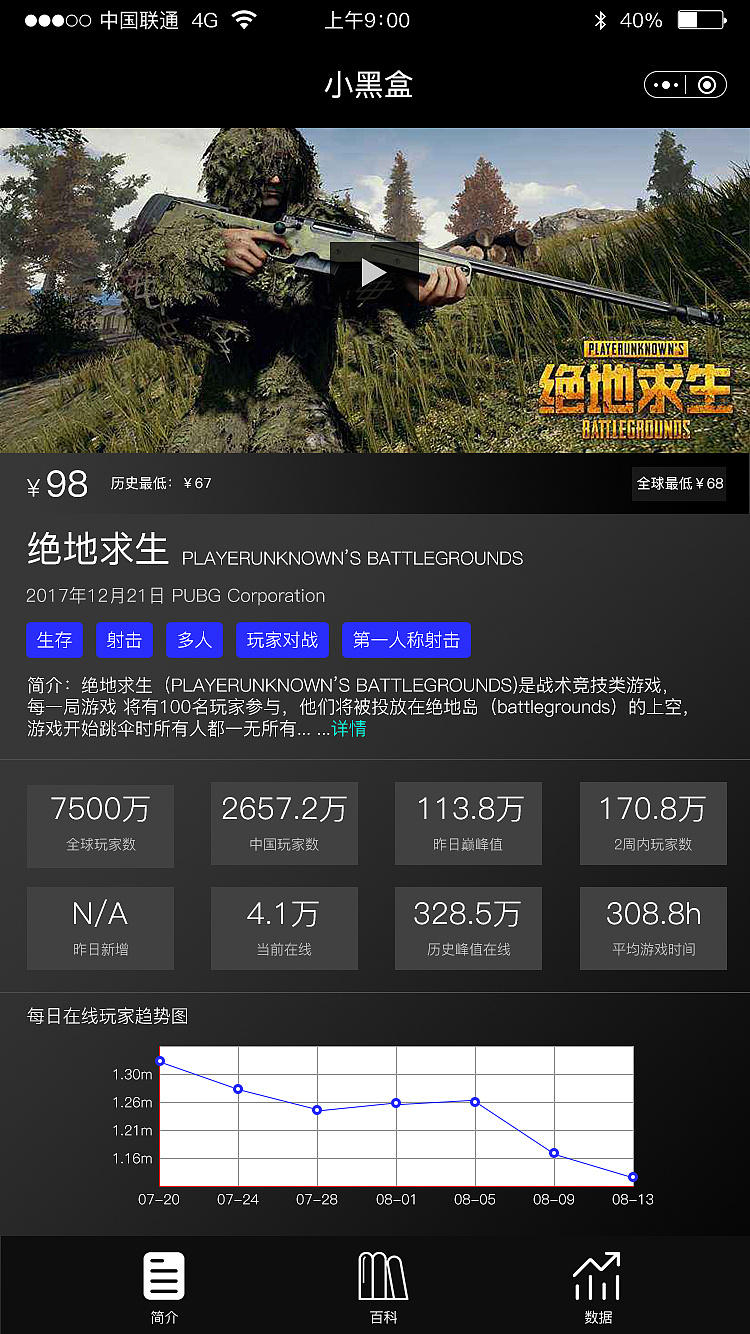 中国联通 4G 上午9:00 40%
小黑盒
PLAYERUNKNOWN'S
绝地求生
BATTLEGROUNDS
¥98 历史最低：¥67 全球最低¥68
绝地求生 PLAYERUNKNOWN'S BATTLEGROUNDS
2017年12月21日 PUBG Corporation
生存 射击 多人 玩家对战 第一人称射击
简介：绝地求生（PLAYERUNKNOWN'S BATTLEGROUNDS)是战术竞技类游戏，
每一局游戏 将有100名玩家参与，他们将被投放在绝地岛（battlegrounds）的上空，
游戏开始跳伞时所有人都一无所有... ...详情
7500万 2657.2万 113.8万 170.8万
全球玩家数 中国玩家数 昨日巅峰值 2周内玩家数
N/A 4.1万 328.5万 308.8h
昨日新增 当前在线 历史峰值在线 平均游戏时间
每日在线玩家趋势图
1.30m
1.26m
1.21m
1.16m
07-20 07-24 07-28 08-01 08-05 08-09 08-13
简介 百科 数据